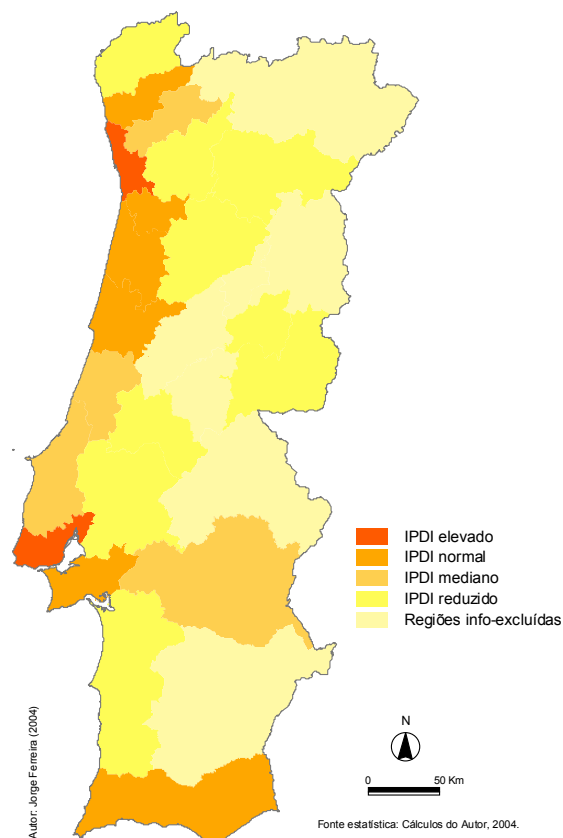 IPDI elevado
IPDI normal
IPDI mediano
IPDI reduzido
Regiões info-excluídas
Autor: Jorge Ferreira (2004)
N
0 50 Km
Fonte estatística: Cálculos do Autor, 2004.